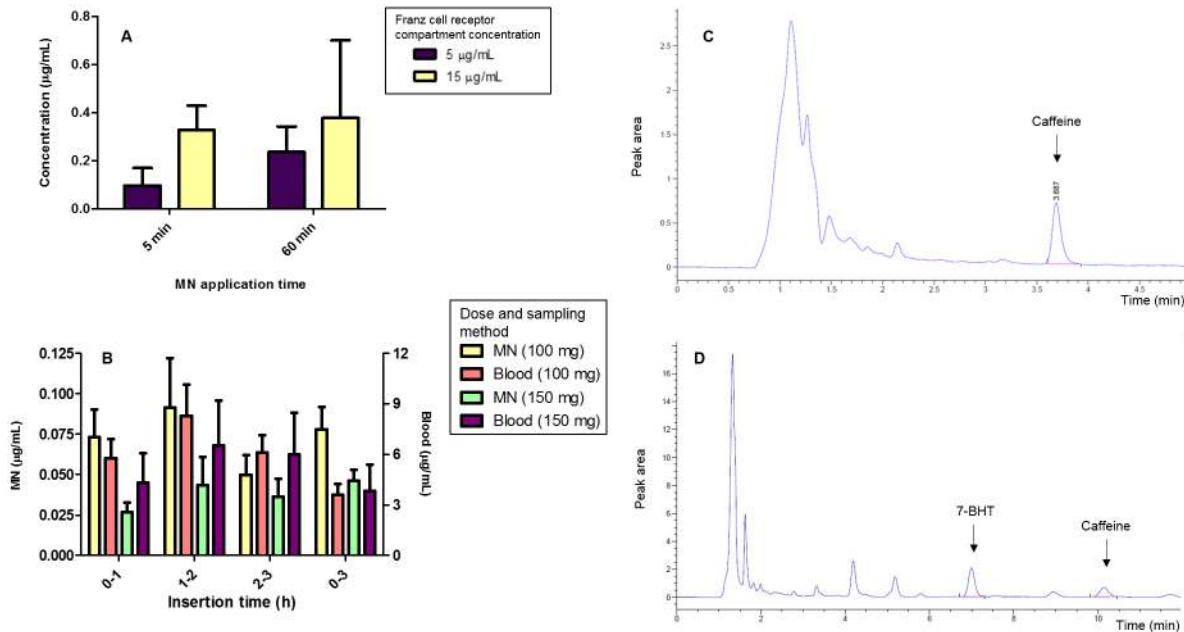 A
Franz cell receptor
compartment concentration
5 µg/mL
15 µg/mL
Concentration (µg/mL)
0.8
0.6
0.4
0.2
0.0
5 min
60 min
MN application time
B
Dose and sampling
method
MN (100 mg)
Blood (100 mg)
MN (150 mg)
Blood (150 mg)
MN (µg/mL)
0.125
0.100
0.075
0.050
0.025
0.000
Blood (µg/mL)
12
9
6
3
0
0-1
1-2
2-3
0-3
Insertion time (h)
C
Caffeine
3.687
Peak area
2.5
2
1.5
1
0.5
0
0 0.5 1 1.5 2 2.5 3 3.5 4 4.5
Time (min)
D
7-BHT
Caffeine
Peak area
16
14
12
10
8
6
4
2
0
2 4 6 8 10
Time (min)